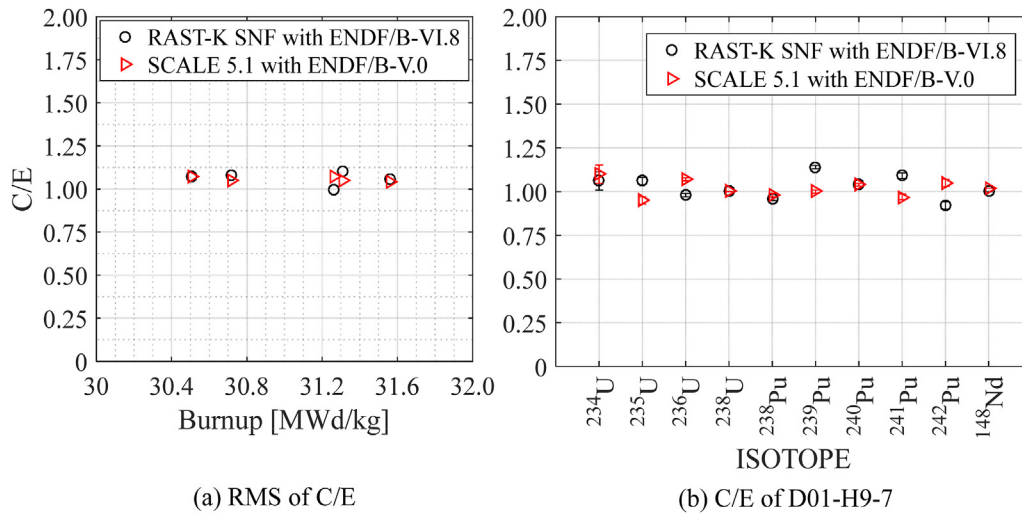 2.00
1.75
1.50
1.25
1.00
0.75
0.50
0.25
0
C/E
RAST-K SNF with ENDF/B-VI.8
SCALE 5.1 with ENDF/B-V.0
30 30.4 30.8 31.2 31.6 32.0
Burnup [MWd/kg]
(a) RMS of C/E
2.00
1.75
1.50
1.25
1.00
0.75
0.50
0.25
0
RAST-K SNF with ENDF/B-VI.8
SCALE 5.1 with ENDF/B-V.0
²³⁴U
²³⁵U
²³⁶U
²³⁸U
²³⁸Pu
²³⁹Pu
²⁴⁰Pu
²⁴¹Pu
²⁴²Pu
¹⁴⁸Nd
ISOTOPE
(b) C/E of D01-H9-7